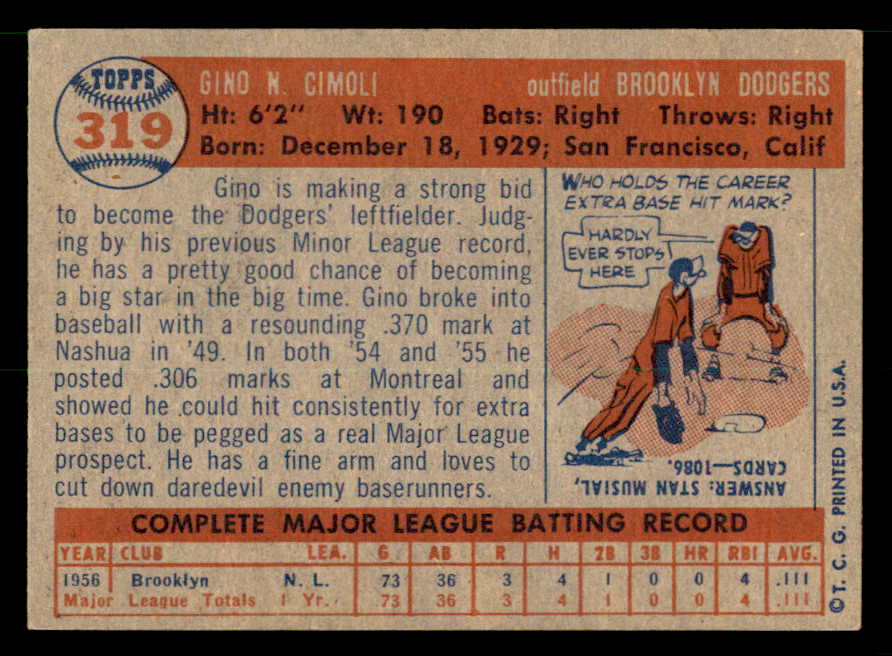 TOPPS
319
GINO N. CIMOLI outfield BROOKLYN DODGERS
Ht: 6'2" Wt: 190 Bats: Right Throws: Right
Born: December 18, 1929; San Francisco, Calif
Gino is making a strong bid
to become the Dodgers' leftfielder. Judg-
ing by his previous Minor League record,
he has a pretty good chance of becoming
a big star in the big time. Gino broke into
baseball with a resounding .370 mark at
Nashua in '49. In both '54 and '55 he
posted .306 marks at Montreal and
showed he could hit consistently for extra
bases to be pegged as a real Major League
prospect. He has a fine arm and loves to
cut down daredevil enemy baserunners.
WHO HOLDS THE CAREER
EXTRA BASE HIT MARK?
HARDLY
EVER STOPS
HERE
ANSWER: STAN MUSIAL,
CARDS—1086.
COMPLETE MAJOR LEAGUE BATTING RECORD
YEAR CLUB LEA. G AB R H 2B 3B HR RBI AVG.
1956 Brooklyn N. L. 73 36 3 4 1 0 0 4 .111
Major League Totals 1 Yr. 73 36 3 4 1 0 0 4 .111
© T. C. G. PRINTED IN U.S.A.